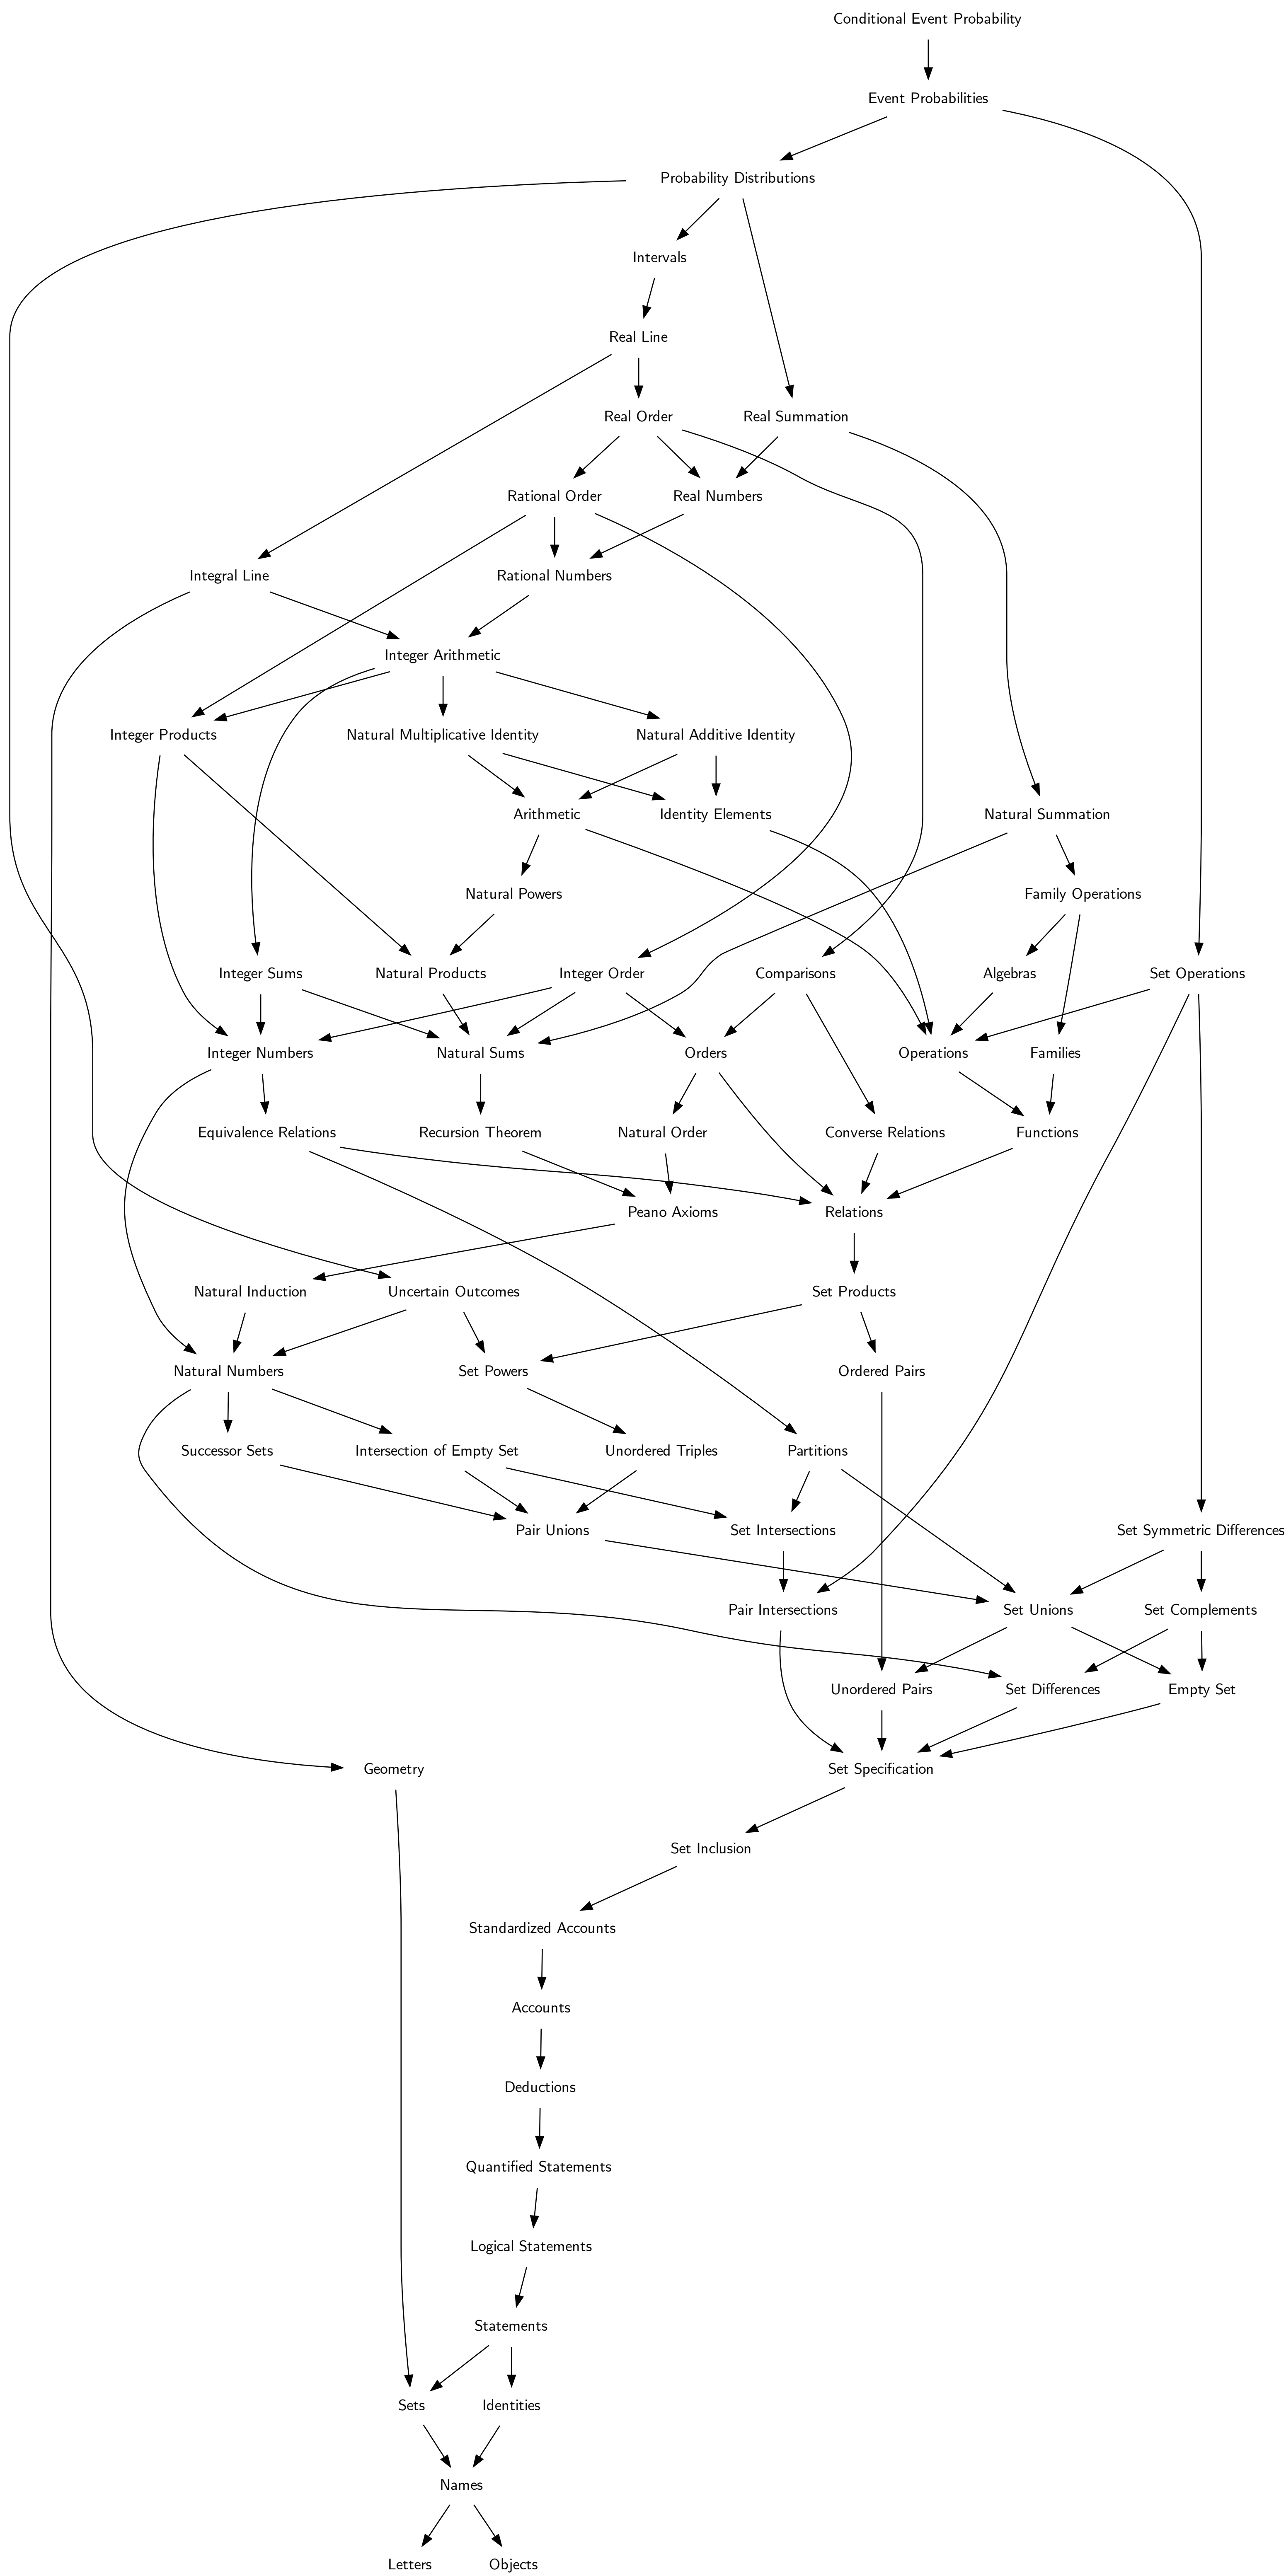 Conditional Event Probability
Event Probabilities
Probability Distributions
Intervals
Real Line
Real Order
Real Summation
Rational Order
Real Numbers
Integral Line
Rational Numbers
Integer Arithmetic
Integer Products
Natural Multiplicative Identity
Natural Additive Identity
Arithmetic
Identity Elements
Natural Summation
Natural Powers
Family Operations
Integer Sums
Natural Products
Integer Order
Comparisons
Algebras
Set Operations
Integer Numbers
Natural Sums
Orders
Operations
Families
Equivalence Relations
Recursion Theorem
Natural Order
Converse Relations
Functions
Peano Axioms
Relations
Natural Induction
Uncertain Outcomes
Set Products
Natural Numbers
Set Powers
Ordered Pairs
Successor Sets
Intersection of Empty Set
Unordered Triples
Partitions
Pair Unions
Set Intersections
Set Symmetric Differences
Pair Intersections
Set Unions
Set Complements
Unordered Pairs
Set Differences
Empty Set
Geometry
Set Specification
Set Inclusion
Standardized Accounts
Accounts
Deductions
Quantified Statements
Logical Statements
Statements
Sets
Identities
Names
Letters
Objects